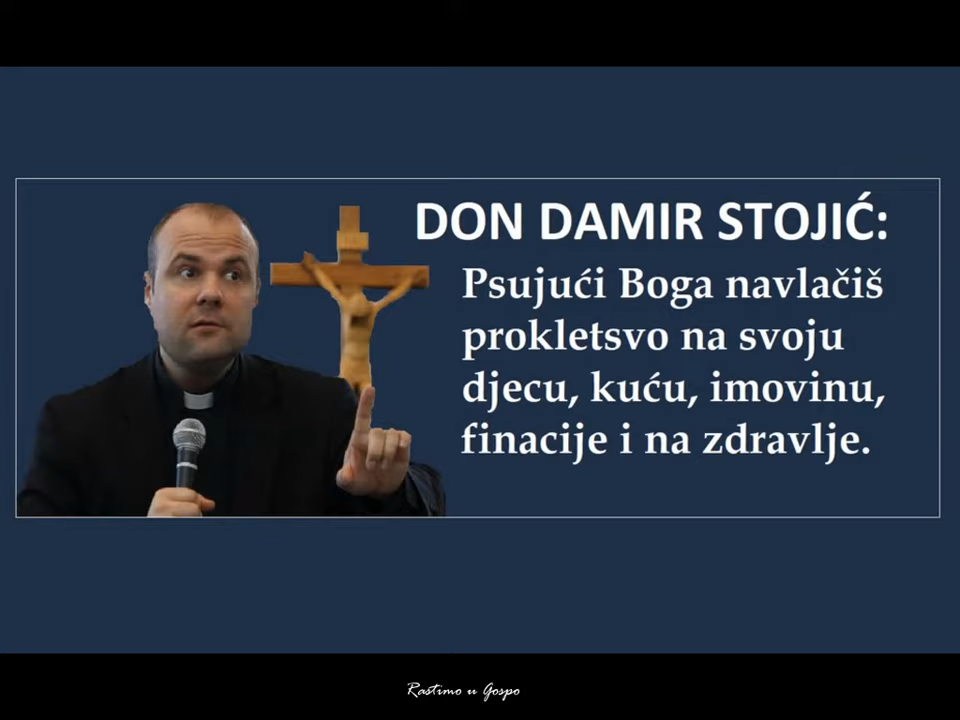 DON DAMIR STOJIĆ:
Psujući Boga navlačiš
prokletsvo na svoju
djecu, kuću, imovinu,
finacije i na zdravlje.
Rastimo u Gospo